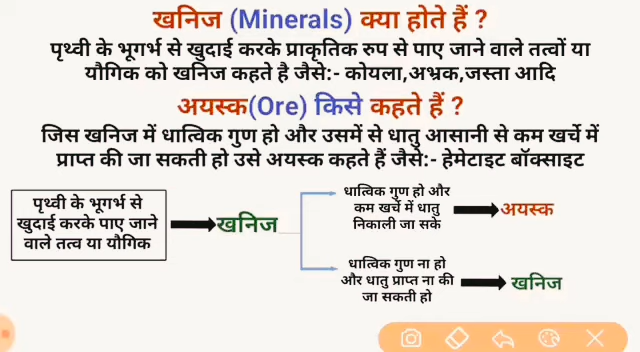 खनिज (Minerals) क्या होते हैं ?
पृथ्वी के भूगर्भ से खुदाई करके प्राकृतिक रुप से पाए जाने वाले तत्वों या
यौगिक को खनिज कहते है जैसे:- कोयला,अभ्रक,जस्ता आदि
अयस्क(Ore) किसे कहते हैं ?
जिस खनिज में धात्विक गुण हो और उसमें से धातु आसानी से कम खर्चे में
प्राप्त की जा सकती हो उसे अयस्क कहते हैं जैसे:- हेमेटाइट बॉक्साइट
पृथ्वी के भूगर्भ से
खुदाई करके पाए जाने
वाले तत्व या यौगिक
खनिज
धात्विक गुण हो और
कम खर्चे में धातु
निकाली जा सके
अयस्क
धात्विक गुण ना हो
और धातु प्राप्त ना की
जा सकती हो
खनिज